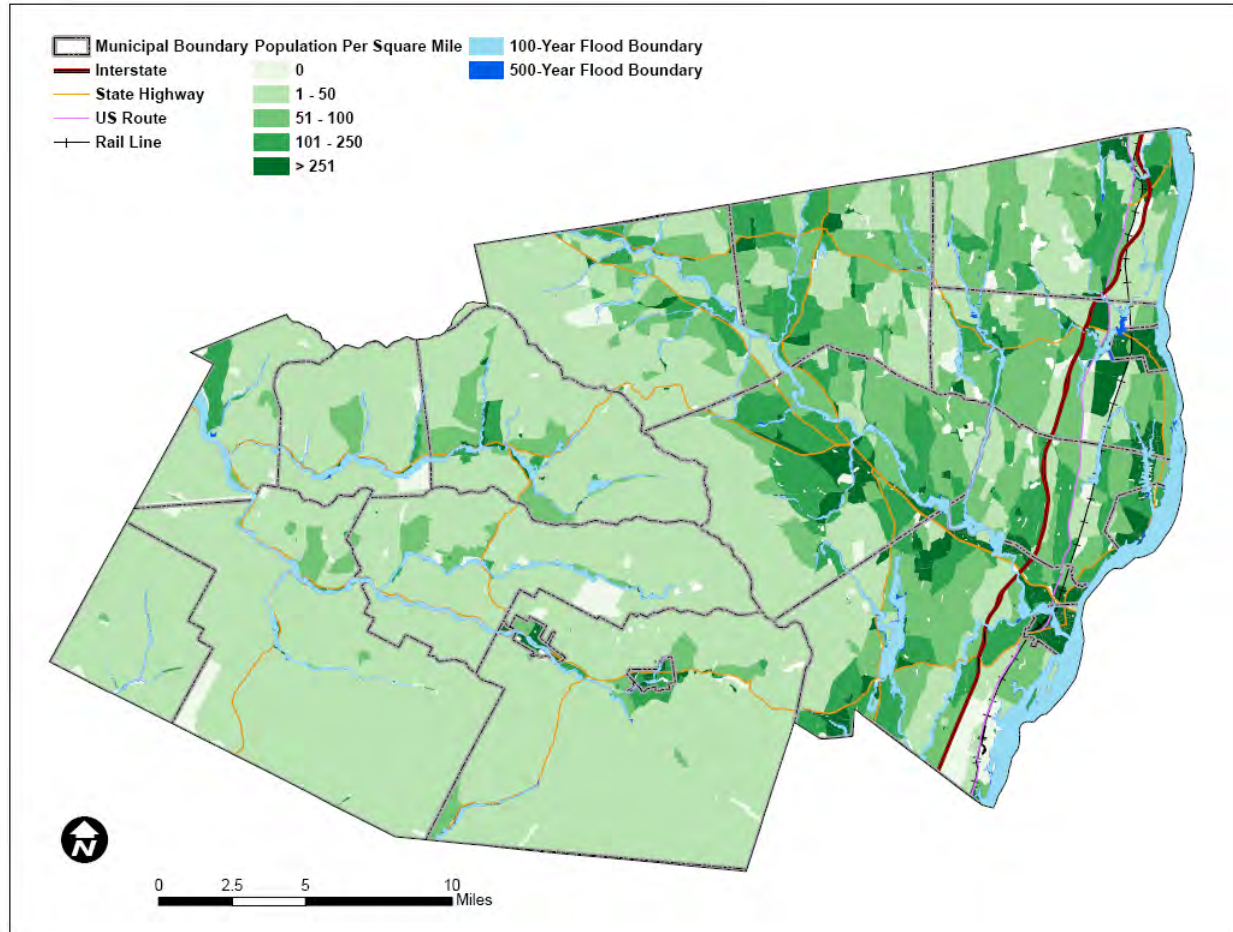 Municipal Boundary
Interstate
State Highway
US Route
Rail Line
Population Per Square Mile
0
1 - 50
51 - 100
101 - 250
> 251
100-Year Flood Boundary
500-Year Flood Boundary
N
0 2.5 5 10
Miles